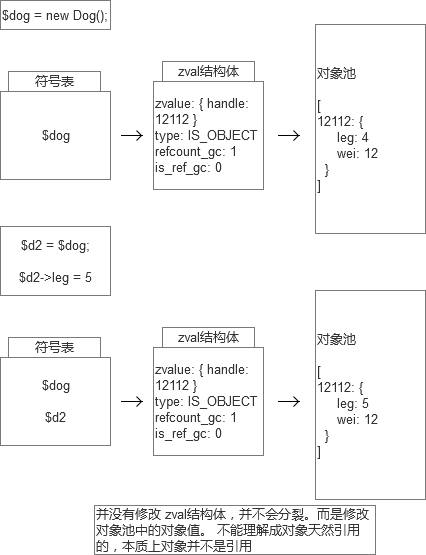 $dog = new Dog();
符号表
$dog
zval结构体
zvalue: { handle:
12112 }
type: IS_OBJECT
refcount_gc: 1
is_ref_gc: 0
对象池
[
12112: {
leg: 4
wei: 12
}
]
$d2 = $dog;
$d2->leg = 5
符号表
$dog
$d2
zval结构体
zvalue: { handle:
12112 }
type: IS_OBJECT
refcount_gc: 1
is_ref_gc: 0
对象池
[
12112: {
leg: 5
wei: 12
}
]
并没有修改 zval结构体，并不会分裂。而是修改
对象池中的对象值。 不能理解成对象天然引用
的，本质上对象并不是引用